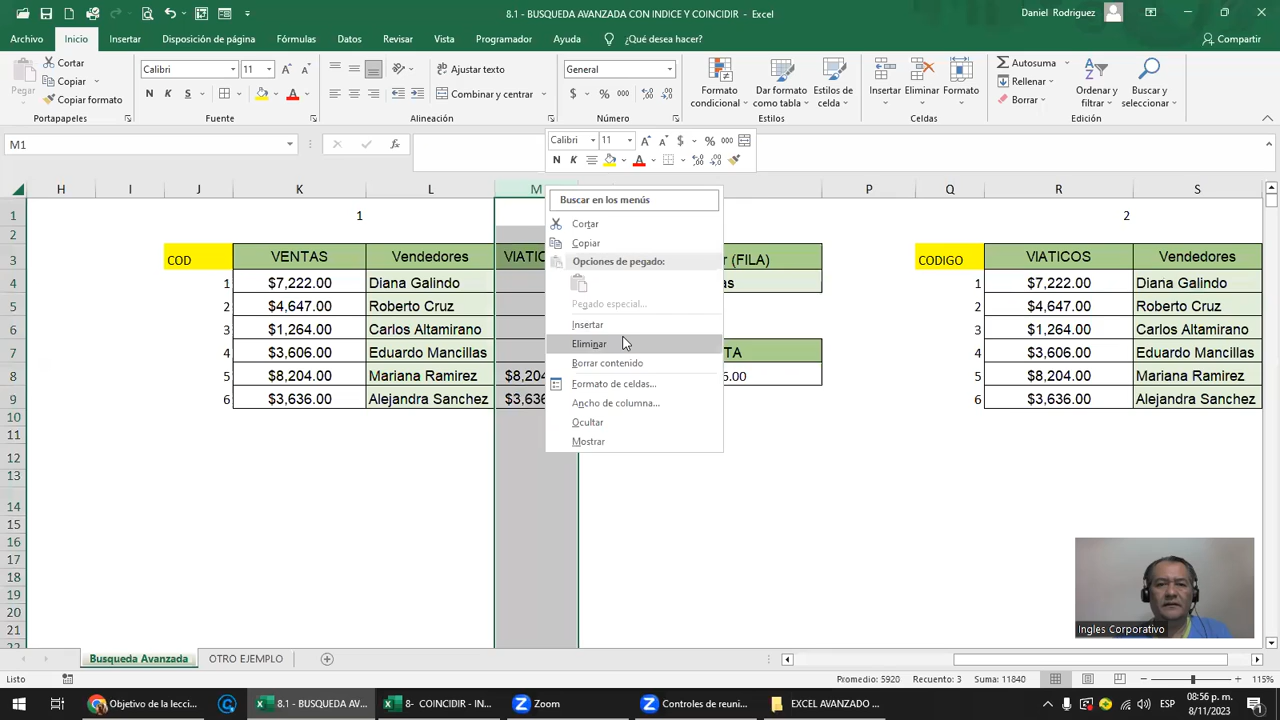 8.1 - BUSQUEDA AVANZADA CON INDICE Y COINCIDIR - Excel
Daniel Rodriguez
Archivo Inicio Insertar Disposición de página Fórmulas Datos Revisar Vista Programador Ayuda ¿Qué desea hacer? Compartir
Pegar
Cortar
Copiar
Copiar formato
Calibri 11
N K S
Ajustar texto
Combinar y centrar
General
$ % 000
Formato condicional
Dar formato como tabla
Estilos de celda
Insertar
Eliminar
Formato
Autosuma
Rellenar
Borrar
Ordenar y filtrar
Buscar y seleccionar
Portapapeles Fuente Alineación Número Estilos Celdas Edición
M1 fx
Calibri 11 $ % 000
N K A
H I J K L M P Q R S
1 1 2
2
3 COD VENTAS Vendedores VIATIC r (FILA) CODIGO VIATICOS Vendedores
4 1 $7,222.00 Diana Galindo as 1 $7,222.00 Diana Galindo
5 2 $4,647.00 Roberto Cruz 2 $4,647.00 Roberto Cruz
6 3 $1,264.00 Carlos Altamirano 3 $1,264.00 Carlos Altamirano
7 4 $3,606.00 Eduardo Mancillas TA 4 $3,606.00 Eduardo Mancillas
8 5 $8,204.00 Mariana Ramirez $8,204 6.00 5 $8,204.00 Mariana Ramirez
9 6 $3,636.00 Alejandra Sanchez $3,636 6 $3,636.00 Alejandra Sanchez
10
11
12
13
14
15
16
17
18
19
20
21
Buscar en los menús
Cortar
Copiar
Opciones de pegado:
Pegado especial...
Insertar
Eliminar
Borrar contenido
Formato de celdas...
Ancho de columna...
Ocultar
Mostrar
Ingles Corporativo
Busqueda Avanzada OTRO EJEMPLO
Listo Promedio: 5920 Recuento: 3 Suma: 11840 115%
Objetivo de la lecci... 8.1 - BUSQUEDA AV... 8- COINCIDIR - IN... Zoom Controles de reuni... EXCEL AVANZADO ... ESP 08:56 p. m.
8/11/2023